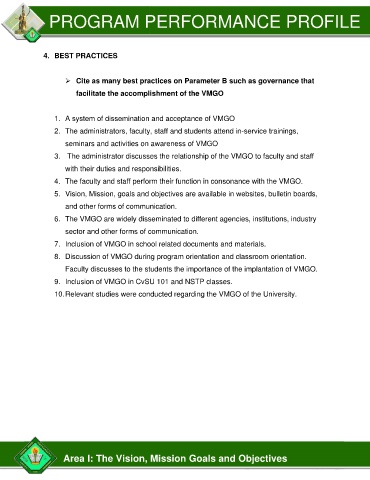 PROGRAM PERFORMANCE PROFILE
4. BEST PRACTICES
➢ Cite as many best practices on Parameter B such as governance that
facilitate the accomplishment of the VMGO
1. A system of dissemination and acceptance of VMGO
2. The administrators, faculty, staff and students attend in-service trainings,
seminars and activities on awareness of VMGO
3. The administrator discusses the relationship of the VMGO to faculty and staff
with their duties and responsibilities.
4. The faculty and staff perform their function in consonance with the VMGO.
5. Vision, Mission, goals and objectives are available in websites, bulletin boards,
and other forms of communication.
6. The VMGO are widely disseminated to different agencies, institutions, industry
sector and other forms of communication.
7. Inclusion of VMGO in school related documents and materials.
8. Discussion of VMGO during program orientation and classroom orientation.
Faculty discusses to the students the importance of the implantation of VMGO.
9. Inclusion of VMGO in CvSU 101 and NSTP classes.
10. Relevant studies were conducted regarding the VMGO of the University.
Area I: The Vision, Mission Goals and Objectives